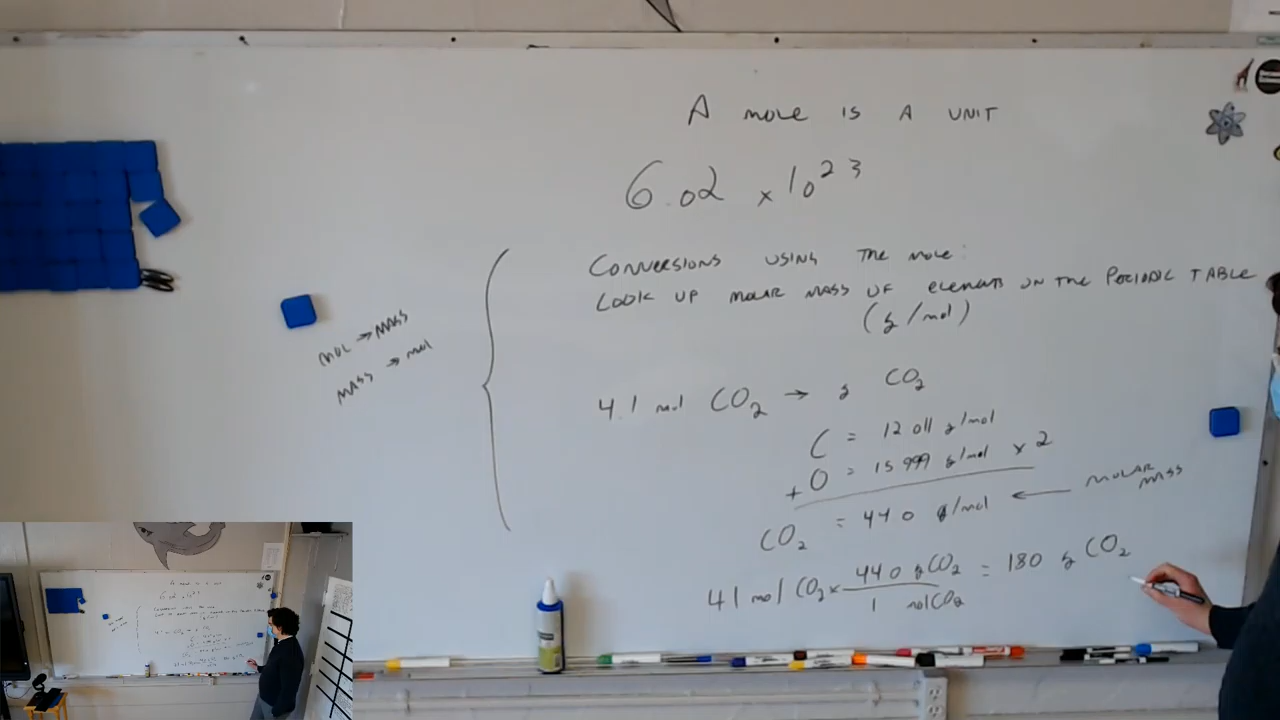 A mole is A UNIT
6.02 x 10²³
Conversions using the mole:
Look up molar mass of elements on the Periodic Table
(g/mol)
mol → mass
mass → mol
4.1 mol CO₂ → g CO₂
C = 12.011 g/mol
+ O = 15.999 g/mol x 2
CO₂ = 44.0 g/mol ← molar mass
4.1 mol CO₂ x 44.0 g CO₂ / 1 mol CO₂ = 180 g CO₂